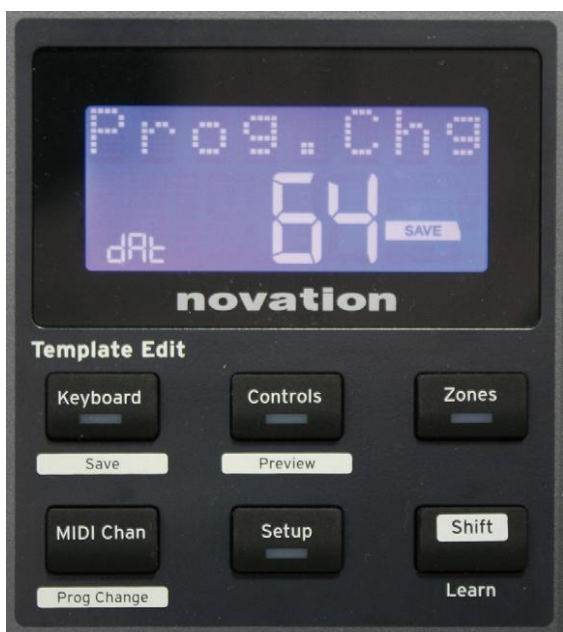 Prog.Chg
64
dAt SAVE
novation
Template Edit
Keyboard Controls Zones
Save Preview
MIDI Chan Setup Shift
Prog Change Learn